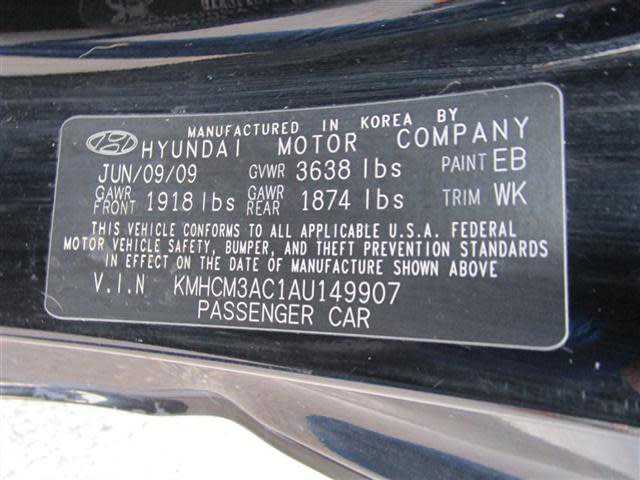 MANUFACTURED IN KOREA BY
HYUNDAI MOTOR COMPANY
JUN/09/09 GVWR 3638 lbs PAINT EB
GAWR FRONT 1918 lbs GAWR REAR 1874 lbs TRIM WK
THIS VEHICLE CONFORMS TO ALL APPLICABLE U.S.A. FEDERAL
MOTOR VEHICLE SAFETY, BUMPER, AND THEFT PREVENTION STANDARDS
IN EFFECT ON THE DATE OF MANUFACTURE SHOWN ABOVE
V.I.N KMHCM3AC1AU149907
PASSENGER CAR